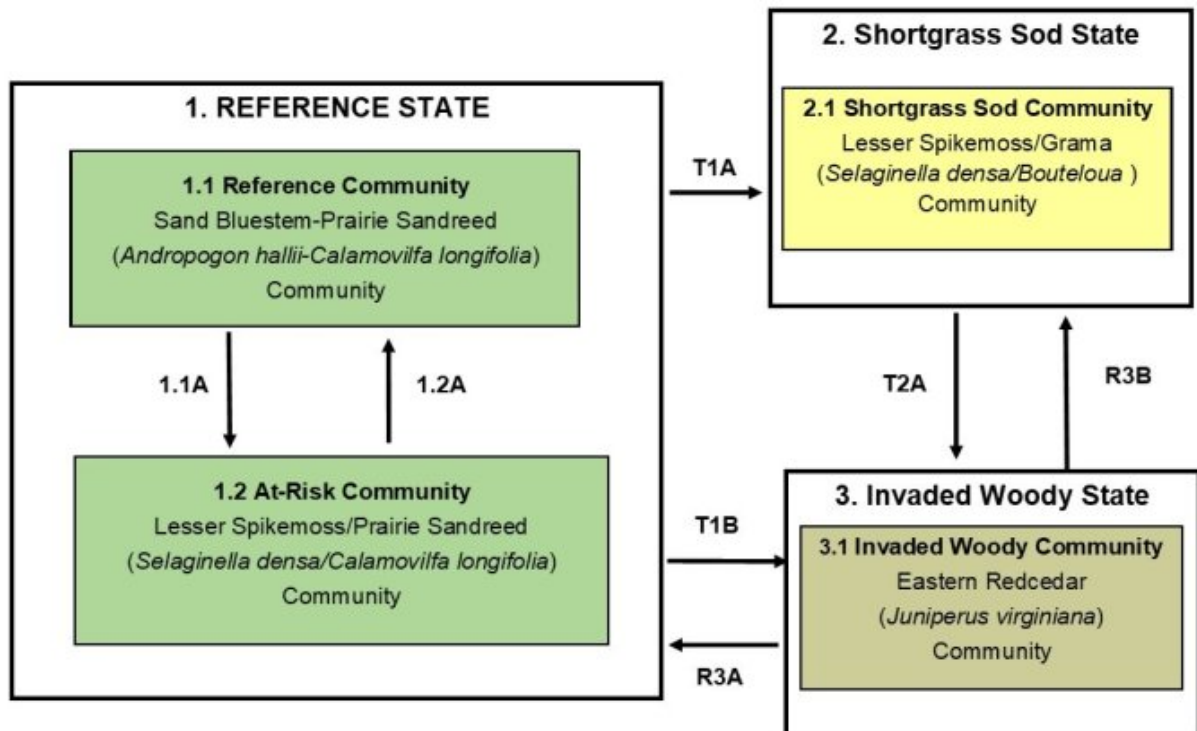 1. REFERENCE STATE
1.1 Reference Community
Sand Bluestem-Prairie Sandreed
(Andropogon hallii-Calamovilfa longifolia)
Community
1.1A
1.2A
1.2 At-Risk Community
Lesser Spikemoss/Prairie Sandreed
(Selaginella densa/Calamovilfa longifolia)
Community
T1A
T1B
R3A
2. Shortgrass Sod State
2.1 Shortgrass Sod Community
Lesser Spikemoss/Grama
(Selaginella densa/Bouteloua )
Community
T2A
R3B
3. Invaded Woody State
3.1 Invaded Woody Community
Eastern Redcedar
(Juniperus virginiana)
Community